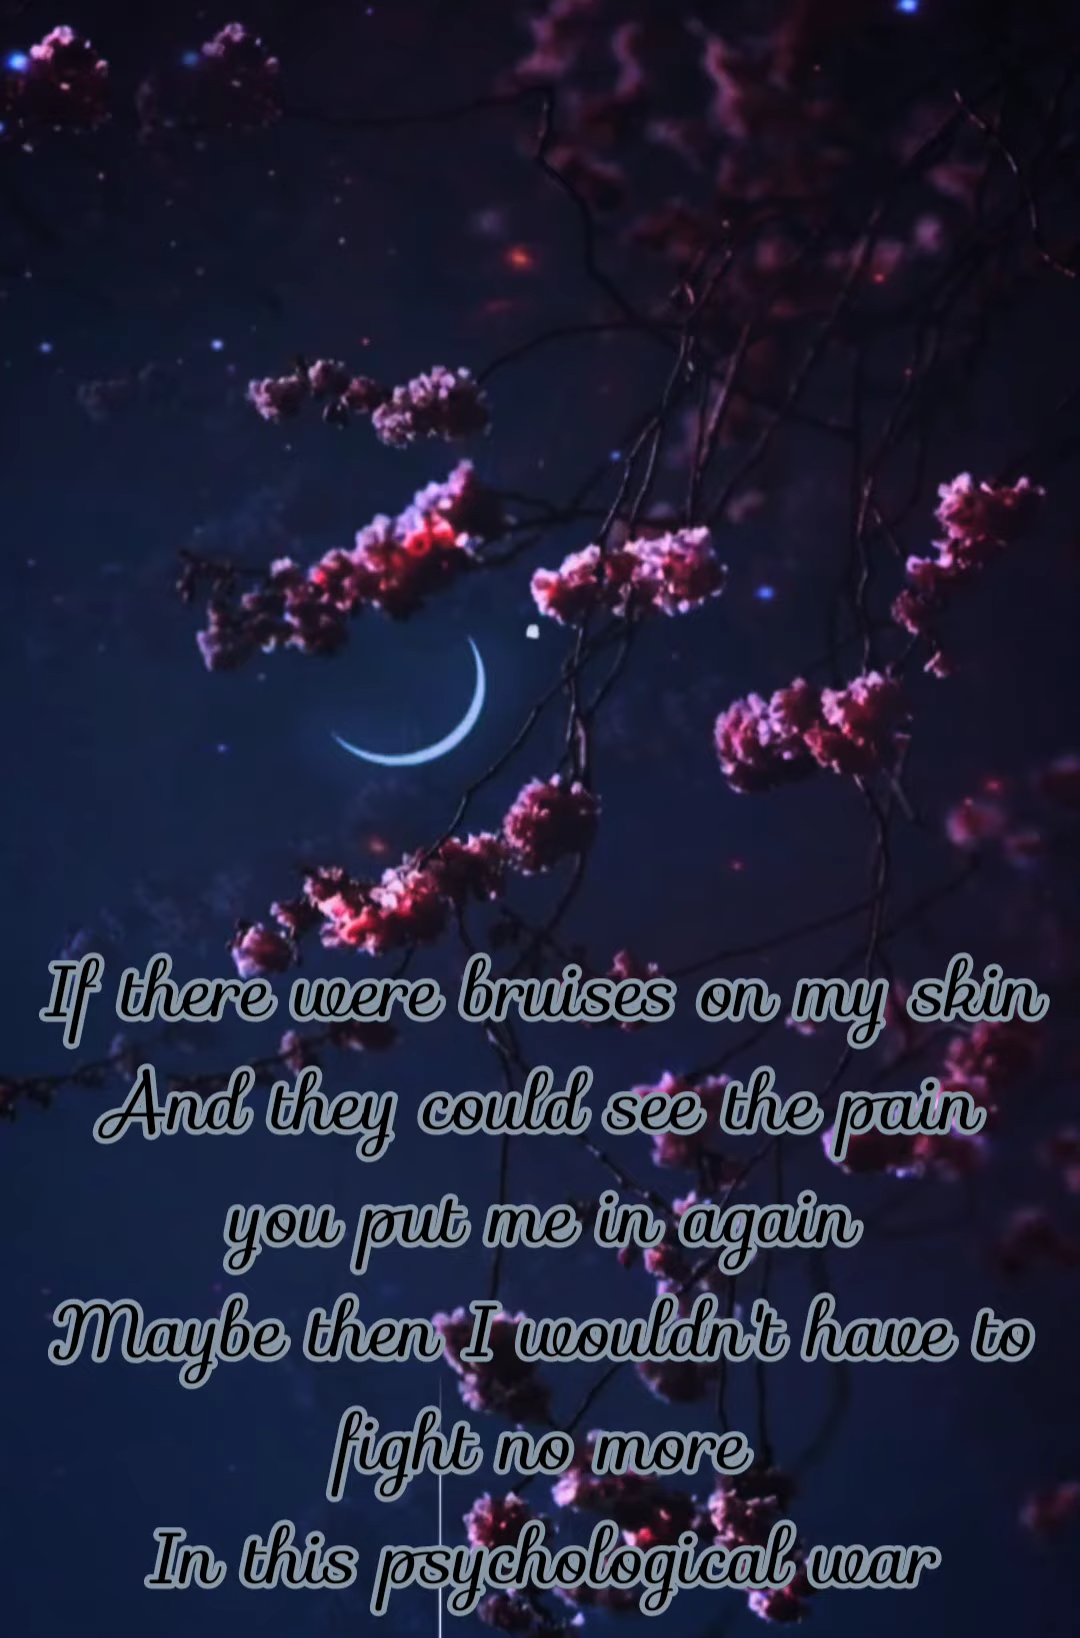 If there were bruises on my skin
And they could see the pain
you put me in again
Maybe then I wouldn't have to
fight no more
In this psychological war